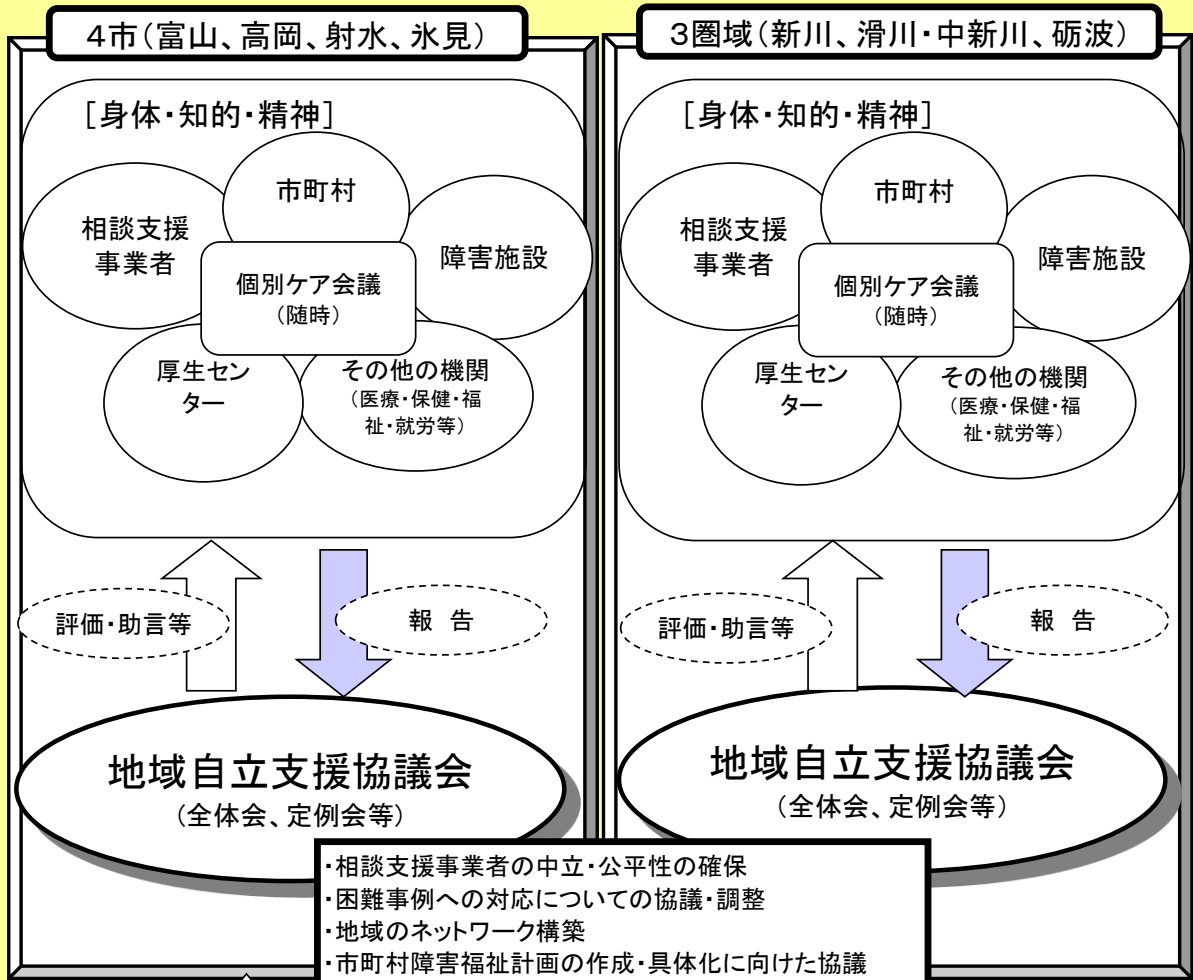 4市(富山、高岡、射水、氷見)
[身体・知的・精神]
市町村
相談支援
事業者
障害施設
個別ケア会議
(随時)
厚生セン
ター
その他の機関
(医療・保健・福
祉・就労等)
評価・助言等
報 告
地域自立支援協議会
(全体会、定例会等)
3圏域(新川、滑川・中新川、砺波)
[身体・知的・精神]
市町村
相談支援
事業者
障害施設
個別ケア会議
(随時)
厚生セン
ター
その他の機関
(医療・保健・福
祉・就労等)
評価・助言等
報 告
地域自立支援協議会
(全体会、定例会等)
・相談支援事業者の中立・公平性の確保
・困難事例への対応についての協議・調整
・地域のネットワーク構築
・市町村障害福祉計画の作成・具体化に向けた協議